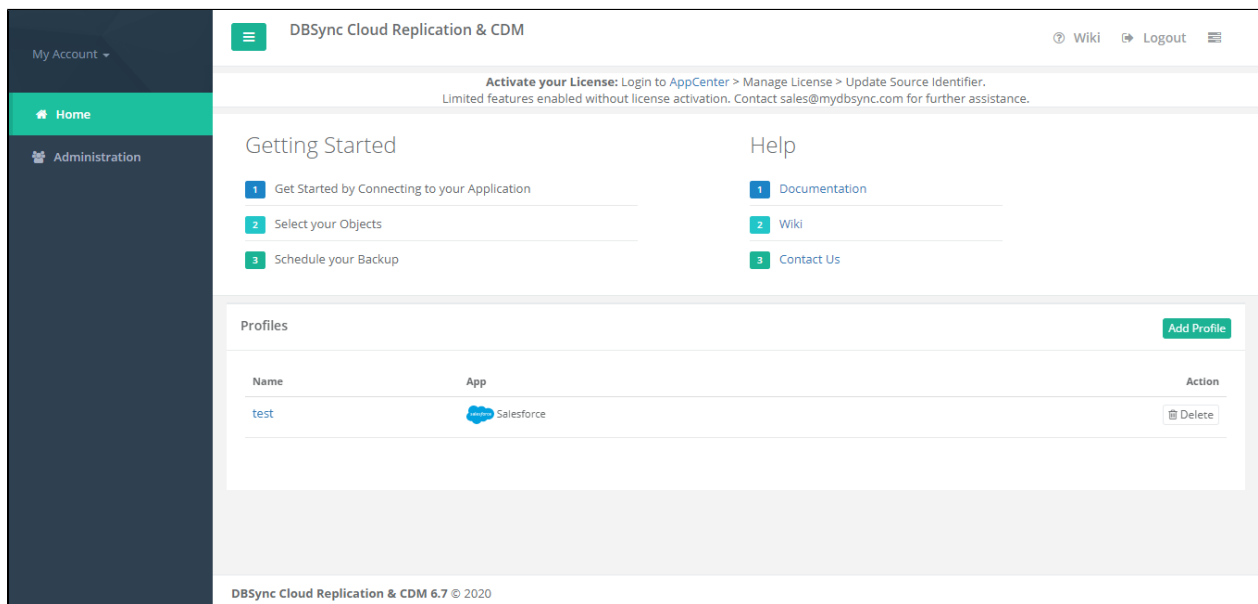 My Account
DBSync Cloud Replication & CDM
Wiki Logout
Activate your License: Login to AppCenter > Manage License > Update Source Identifier.
Limited features enabled without license activation. Contact sales@mydbsync.com for further assistance.
Home
Administration
Getting Started
1 Get Started by Connecting to your Application
2 Select your Objects
3 Schedule your Backup
Help
1 Documentation
2 Wiki
3 Contact Us
Profiles
Add Profile
Name App Action
test salesforce Salesforce Delete
DBSync Cloud Replication & CDM 6.7 © 2020